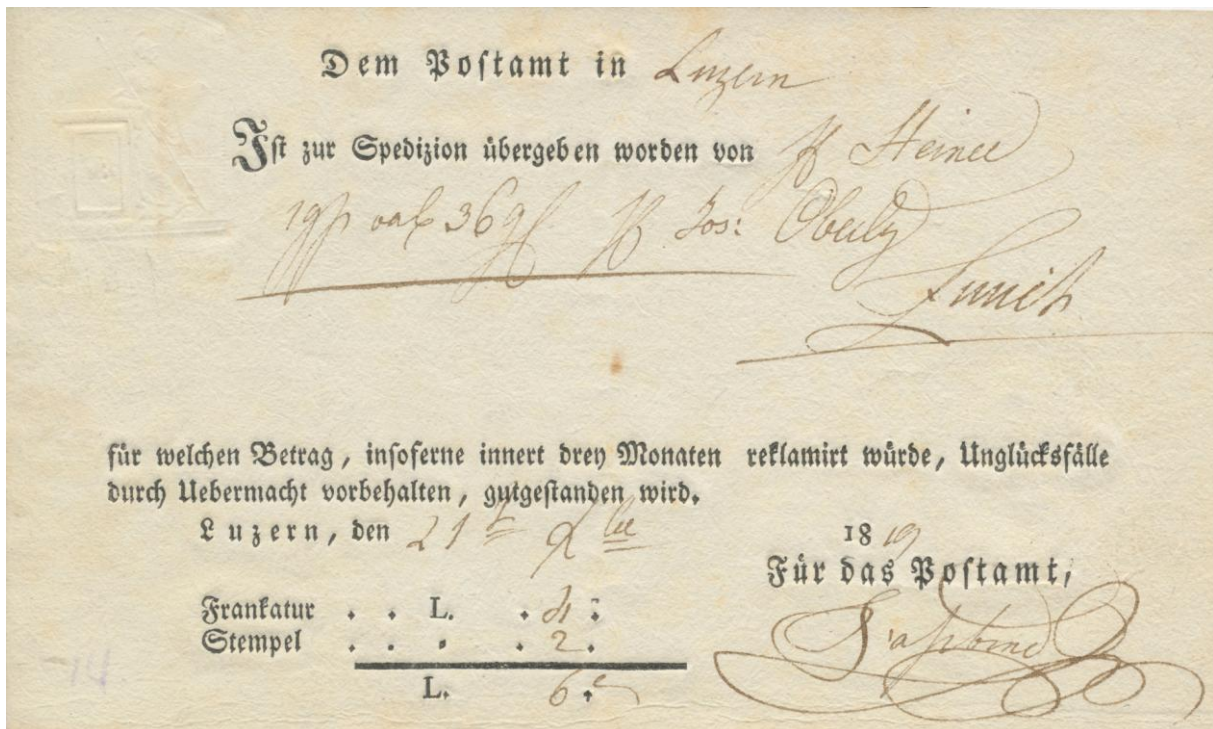 Dem Postamt in Luzern
Ist zur Spedizion übergeben worden von
36 Jos:
Zurich
für welchen Betrag, insoferne innert drey Monaten reklamirt würde, Unglücksfälle
durch Uebermacht vorbehalten, gutgestanden wird.
Luzern, den 21 1819
Für das Postamt,
Frankatur . . L. . 4 .
Stempel . . . . 2 .
L. 6 .